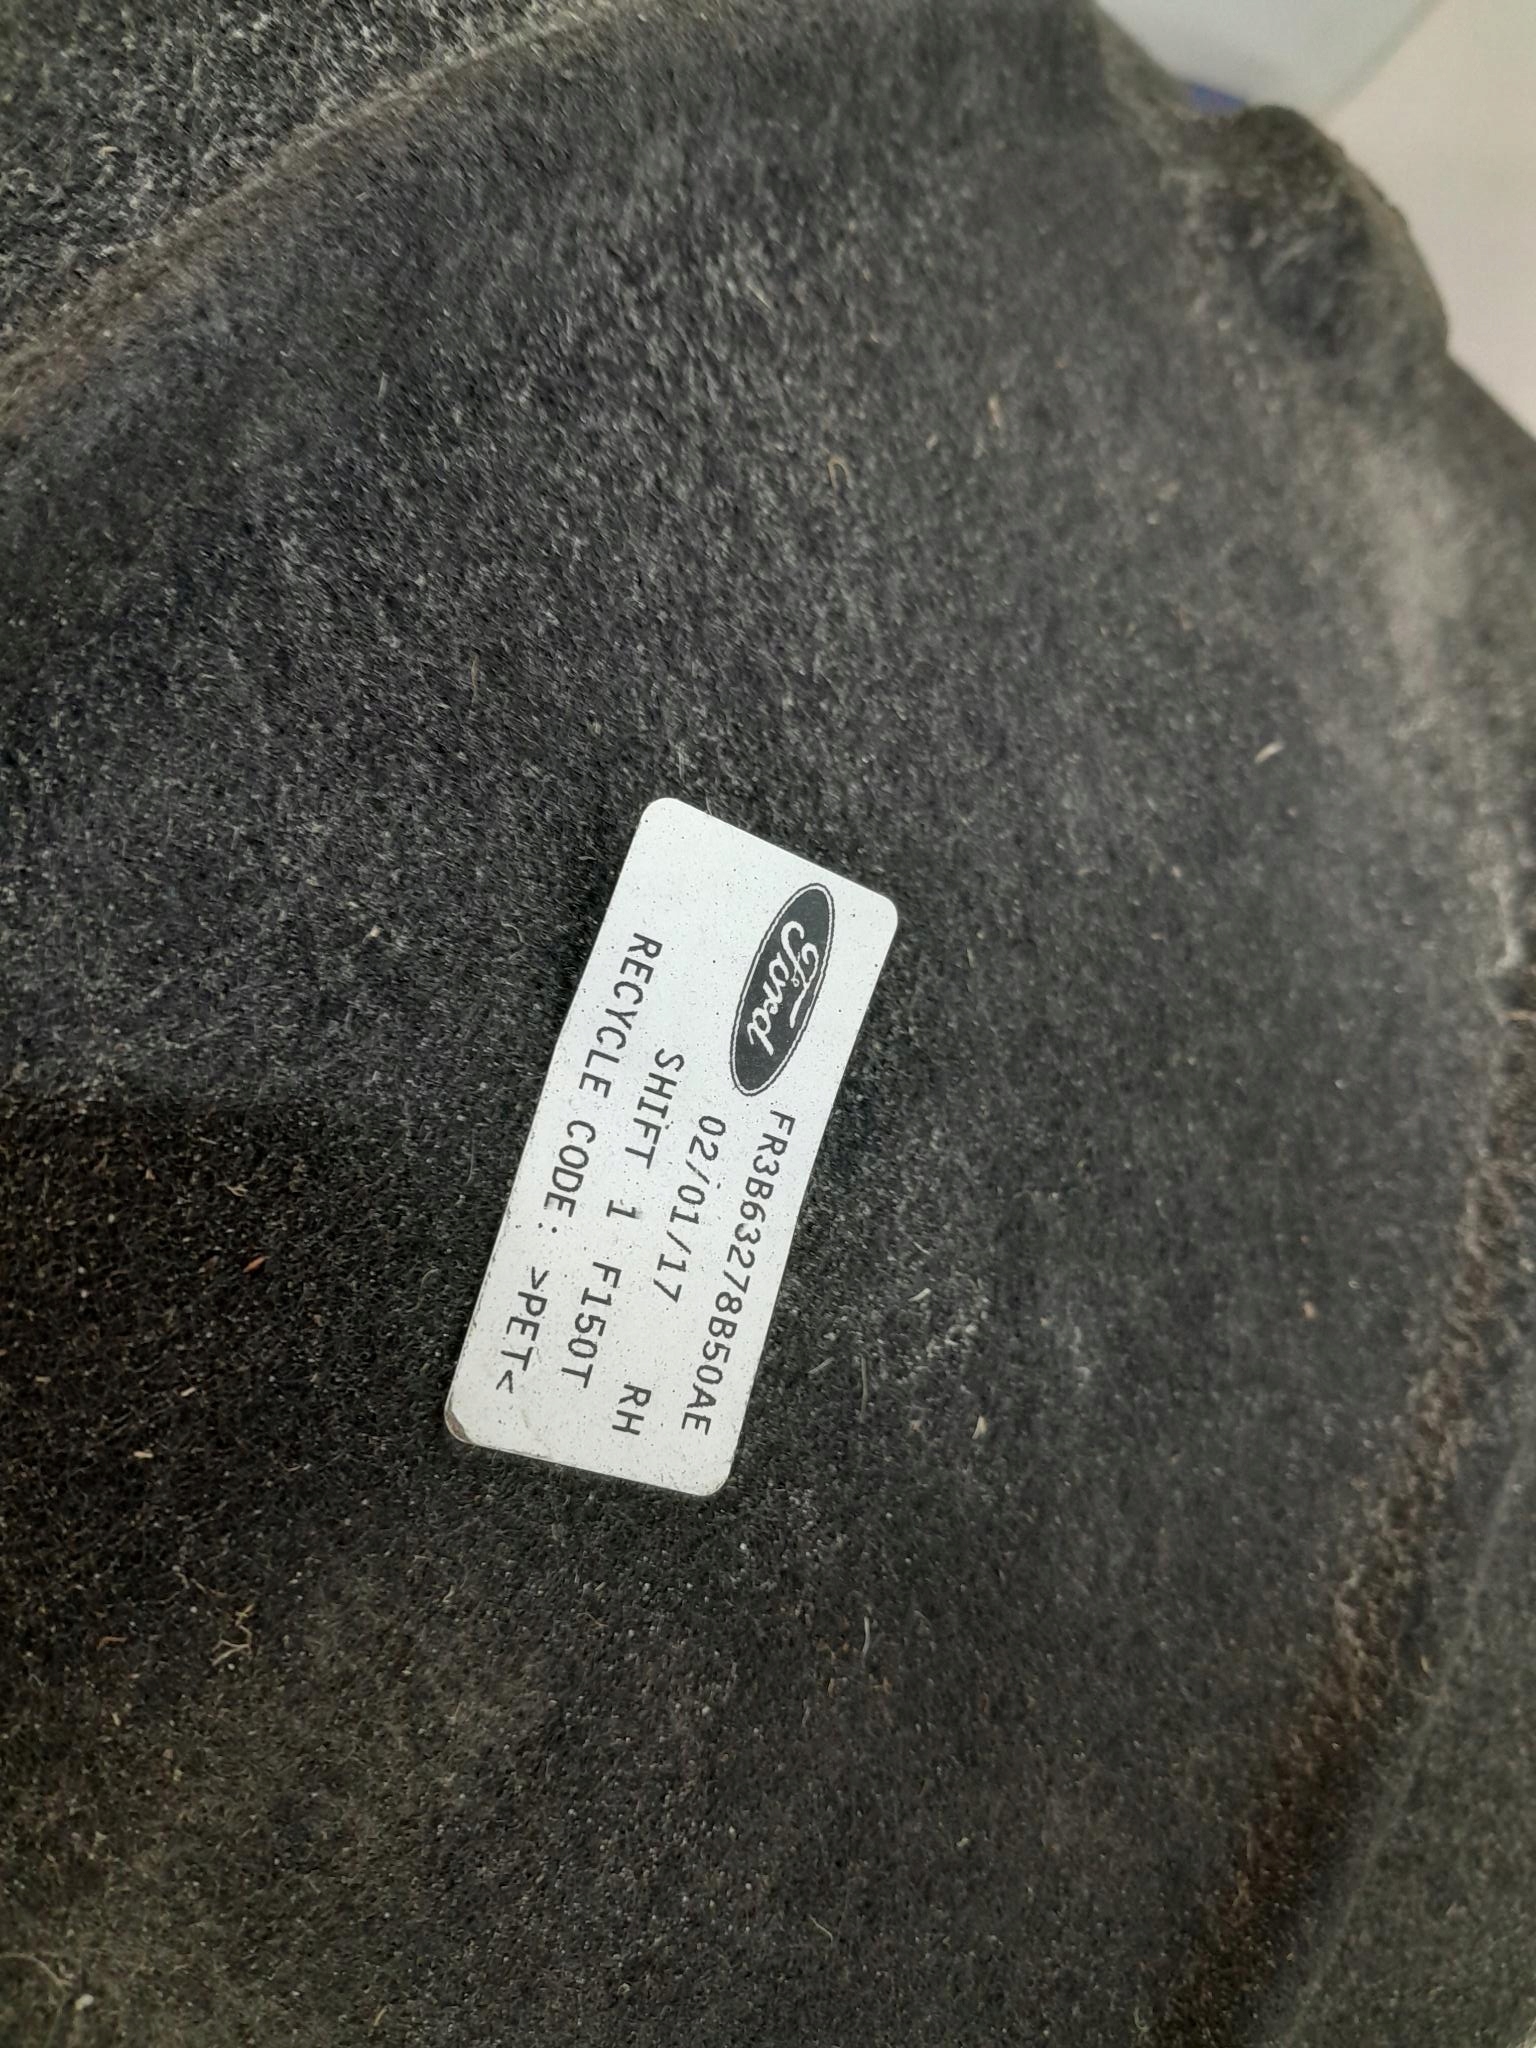 Ford
FR3B63278B50AE
02/01/17 RH
SHIFT 1 F150T
RECYCLE CODE: >PET<